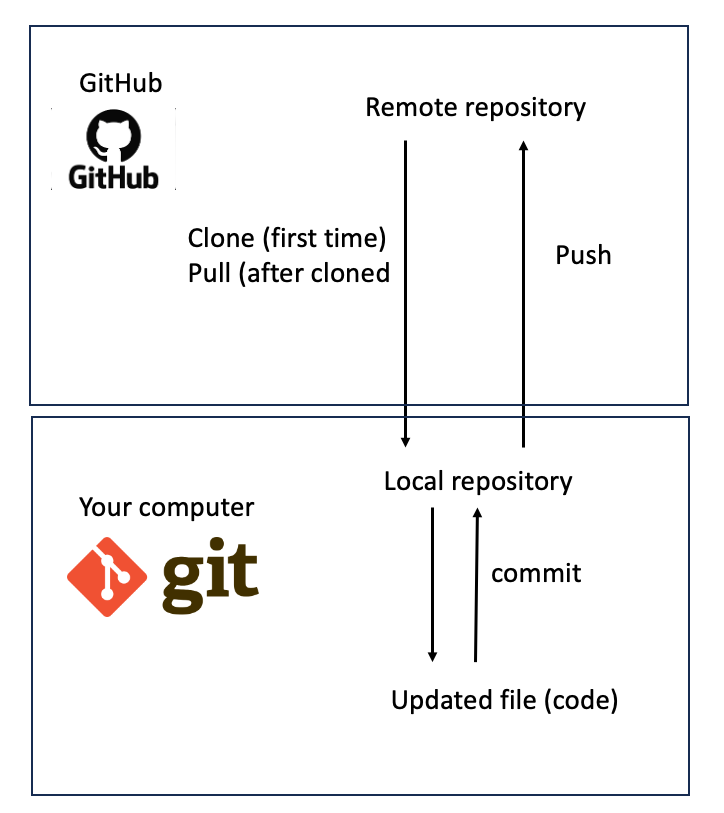 GitHub
GitHub
Remote repository
Clone (first time)
Pull (after cloned
Push
Local repository
Your computer
git
commit
Updated file (code)